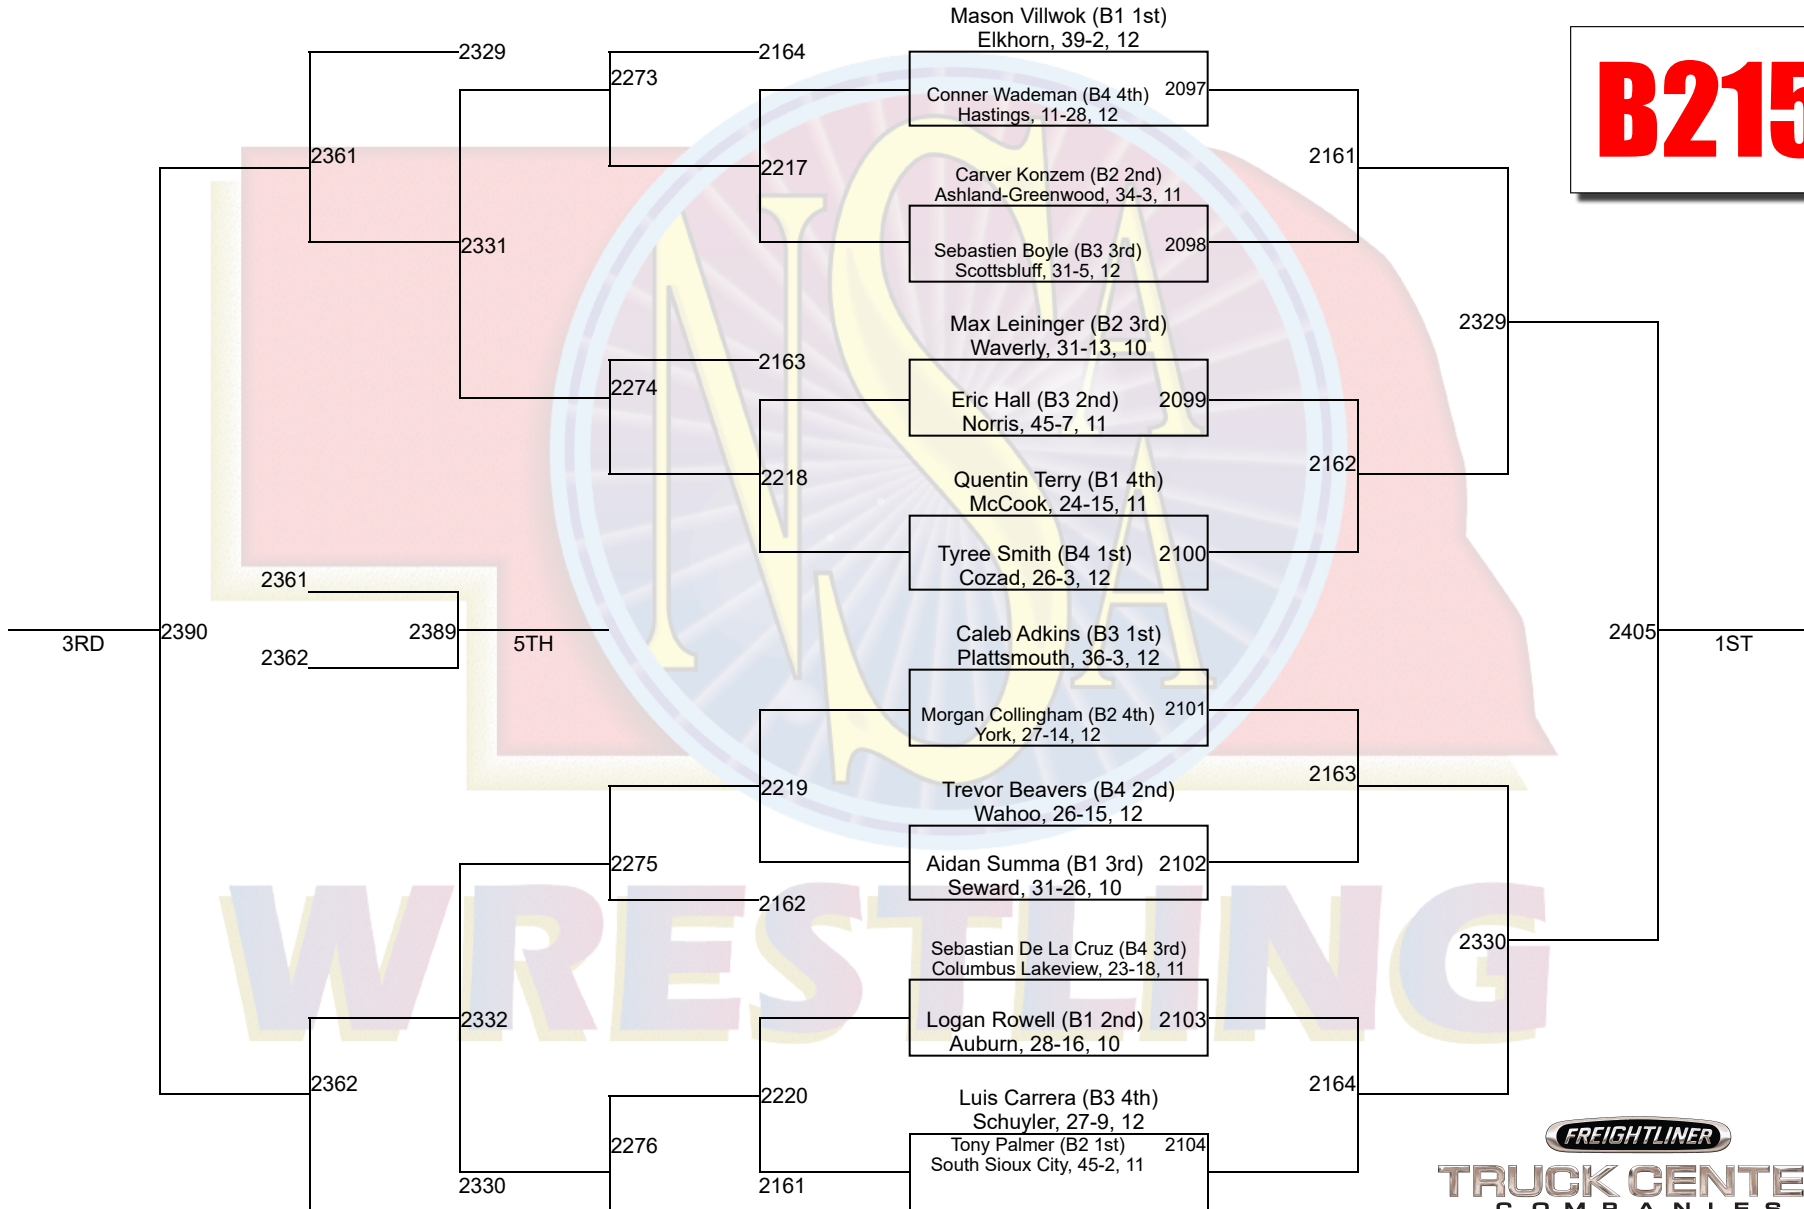 Mason Villwok (B1 1st)
Elkhorn, 39-2, 12
2329
2164
2273
Conner Wademan (B4 4th) 2097
Hastings, 11-28, 12
B215
2361
2217
2161
Carver Konzem (B2 2nd)
Ashland-Greenwood, 34-3, 11
2331
Sebastien Boyle (B3 3rd) 2098
Scottsbluff, 31-5, 12
Max Leininger (B2 3rd)
Waverly, 31-13, 10
2329
2163
2274
Eric Hall (B3 2nd) 2099
Norris, 45-7, 11
2218
2162
Quentin Terry (B1 4th)
McCook, 24-15, 11
Tyree Smith (B4 1st) 2100
Cozad, 26-3, 12
2361
3RD
2390
2389
5TH
2362
Caleb Adkins (B3 1st)
Plattsmouth, 36-3, 12
2405
1ST
Morgan Collingham (B2 4th) 2101
York, 27-14, 12
2219
2163
Trevor Beavers (B4 2nd)
Wahoo, 26-15, 12
2275
Aidan Summa (B1 3rd) 2102
Seward, 31-26, 10
2162
2330
Sebastian De La Cruz (B4 3rd)
Columbus Lakeview, 23-18, 11
2332
Logan Rowell (B1 2nd) 2103
Auburn, 28-16, 10
2362
2220
2164
Luis Carrera (B3 4th)
Schuyler, 27-9, 12
2276
Tony Palmer (B2 1st) 2104
South Sioux City, 45-2, 11
2330
2161
NSAA
WRESTLING
FREIGHTLINER
TRUCK CENTE
COMPANIES